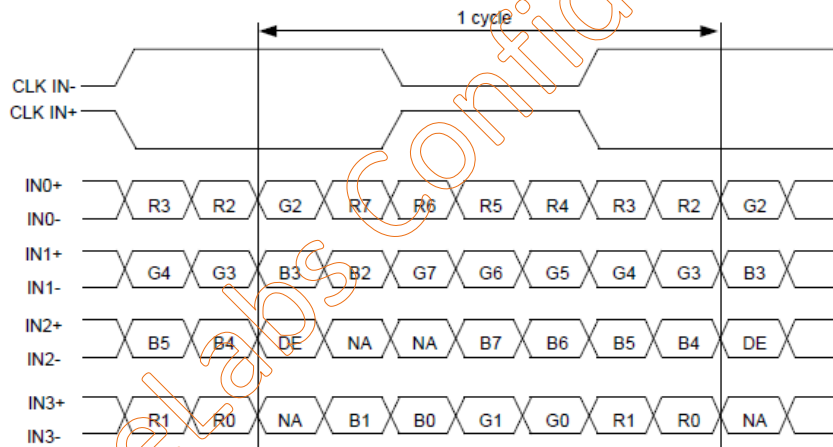 1 cycle
CLK IN-
CLK IN+
IN0+
R3 R2 G2 R7 R6 R5 R4 R3 R2 G2
IN0-
IN1+
G4 G3 B3 B2 G7 G6 G5 G4 G3 B3
IN1-
IN2+
B5 B4 DE NA NA B7 B6 B5 B4 DE
IN2-
IN3+
R1 R0 NA B1 B0 G1 G0 R1 R0 NA
IN3-
eLabs Confid